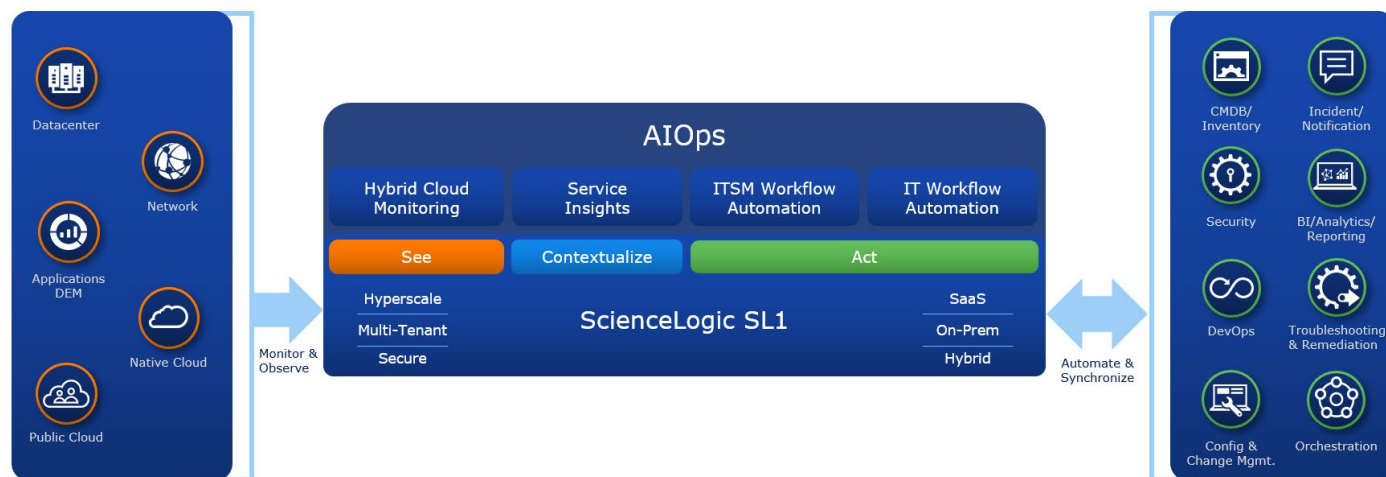 Datacenter
Network
Applications
DEM
Native Cloud
Public Cloud
Monitor &
Observe
AIOps
Hybrid Cloud
Monitoring
Service
Insights
ITSM Workflow
Automation
IT Workflow
Automation
See
Contextualize
Act
Hyperscale
Multi-Tenant
Secure
ScienceLogic SL1
SaaS
On-Prem
Hybrid
Automate &
Synchronize
CMDB/
Inventory
Incident/
Notification
Security
BI/Analytics/
Reporting
DevOps
Troubleshooting
& Remediation
Config &
Change Mgmt.
Orchestration